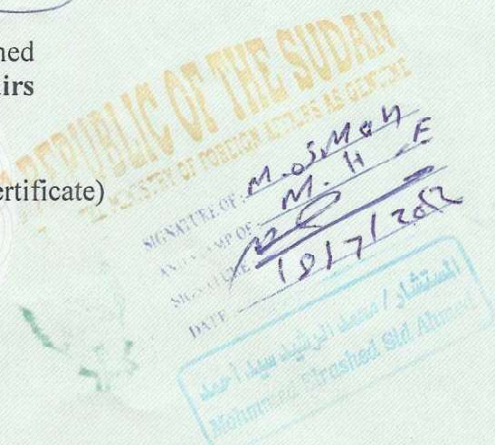 ned
irs
ertificate)
REPUBLIC OF THE SUDAN
MINISTRY OF FOREIGN AFFAIRS AS GENUINE
SIGNATURE OF: M. OSMAN F
AND STAMP OF M. H
SIGNATURE
DATE 18/7/2012
المستشار / محمد الرشيد سيد أحمد
Mohammed Elrashed Sid Ahmed